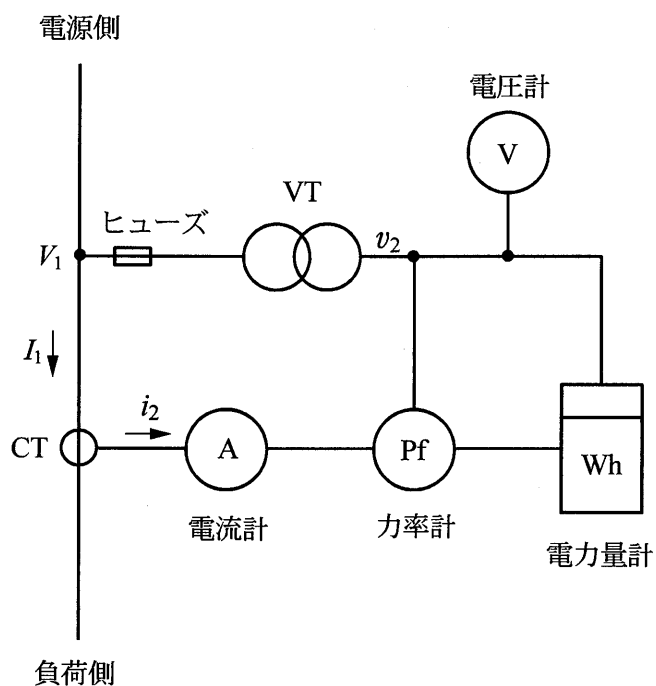 電源側
電圧計
V
VT
ヒューズ
V₁
v₂
I₁
i₂
CT
A
Pf
Wh
電流計
力率計
電力量計
負荷側